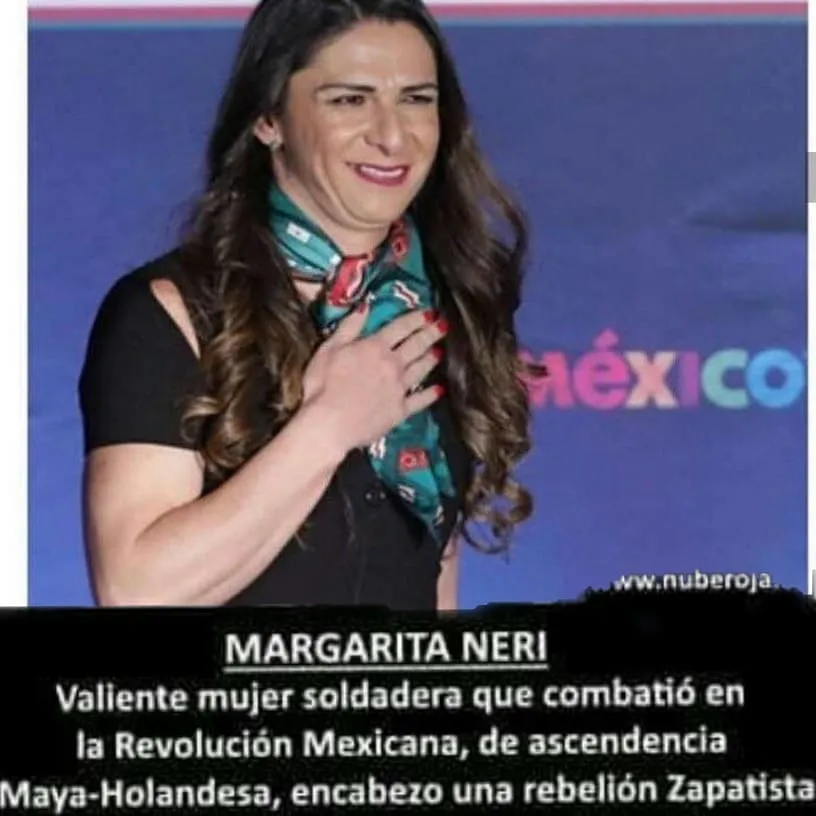 MÉXICO
ww.nuberoja.
MARGARITA NERI
Valiente mujer soldadera que combatió en
la Revolución Mexicana, de ascendencia
Maya-Holandesa, encabezo una rebelión Zapatista